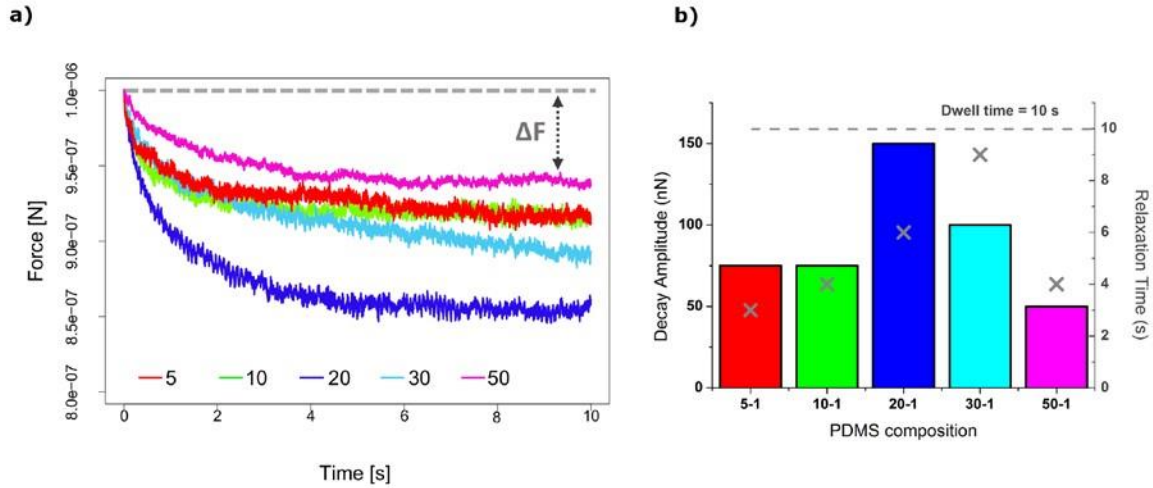 a)
Force [N]
1.0e-06
9.5e-07
9.0e-07
8.5e-07
8.0e-07
ΔF
5 10 20 30 50
0 2 4 6 8 10
Time [s]
b)
Decay Amplitude (nN)
150
100
50
0
Dwell time = 10 s
10
8
6
4
2
0
Relaxation Time (s)
5-1 10-1 20-1 30-1 50-1
PDMS composition